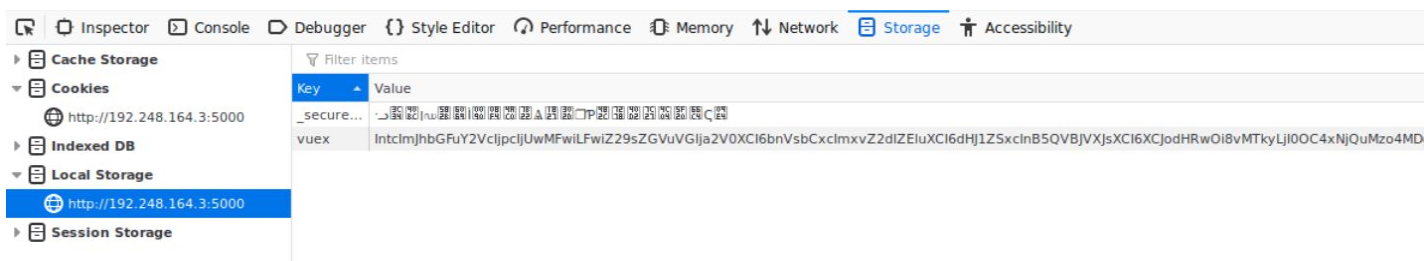 Inspector Console Debugger {} Style Editor Performance Memory Network Storage Accessibility
Cache Storage
Filter items
Cookies
Key Value
http://192.248.164.3:5000
_secure...
Indexed DB
vuex
Local Storage
http://192.248.164.3:5000
Session Storage